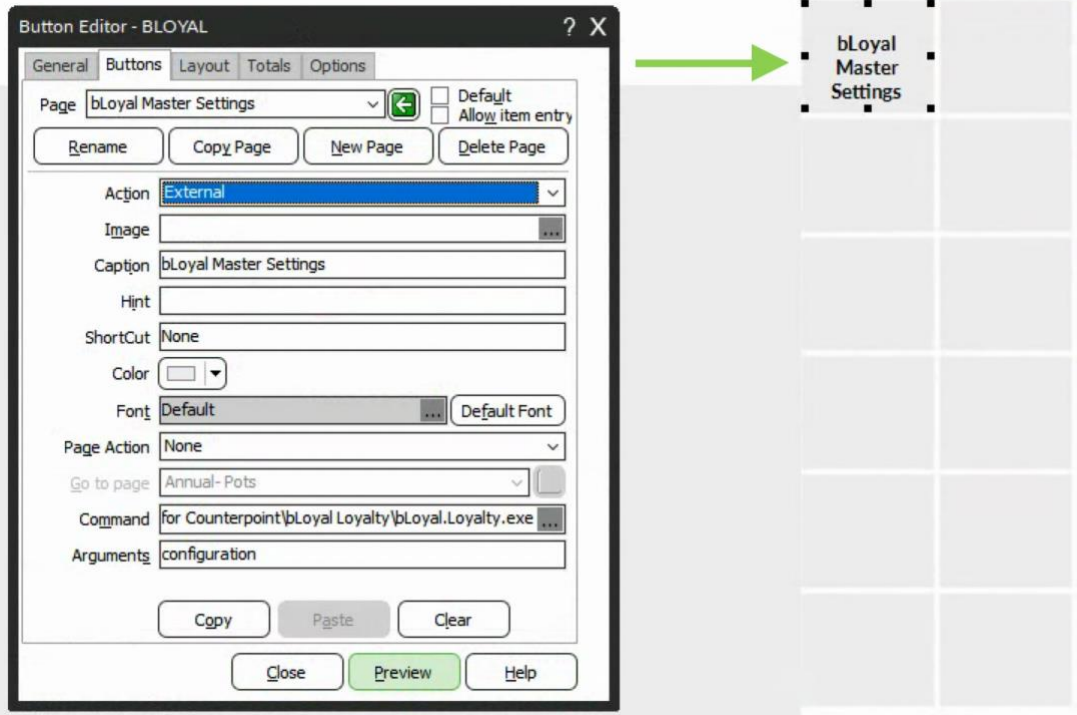 Button Editor - BLOYAL ? X
General Buttons Layout Totals Options
Page bLoyal Master Settings Default
Allow item entry
Rename Copy Page New Page Delete Page
Action External
Image ...
Caption bLoyal Master Settings
Hint
ShortCut None
Color
Font Default ... Default Font
Page Action None
Go to page Annual-Pots
Command for Counterpoint\bLoyal Loyalty\bLoyal.Loyalty.exe ...
Arguments configuration
Copy Paste Clear
Close Preview Help
bLoyal
Master
Settings